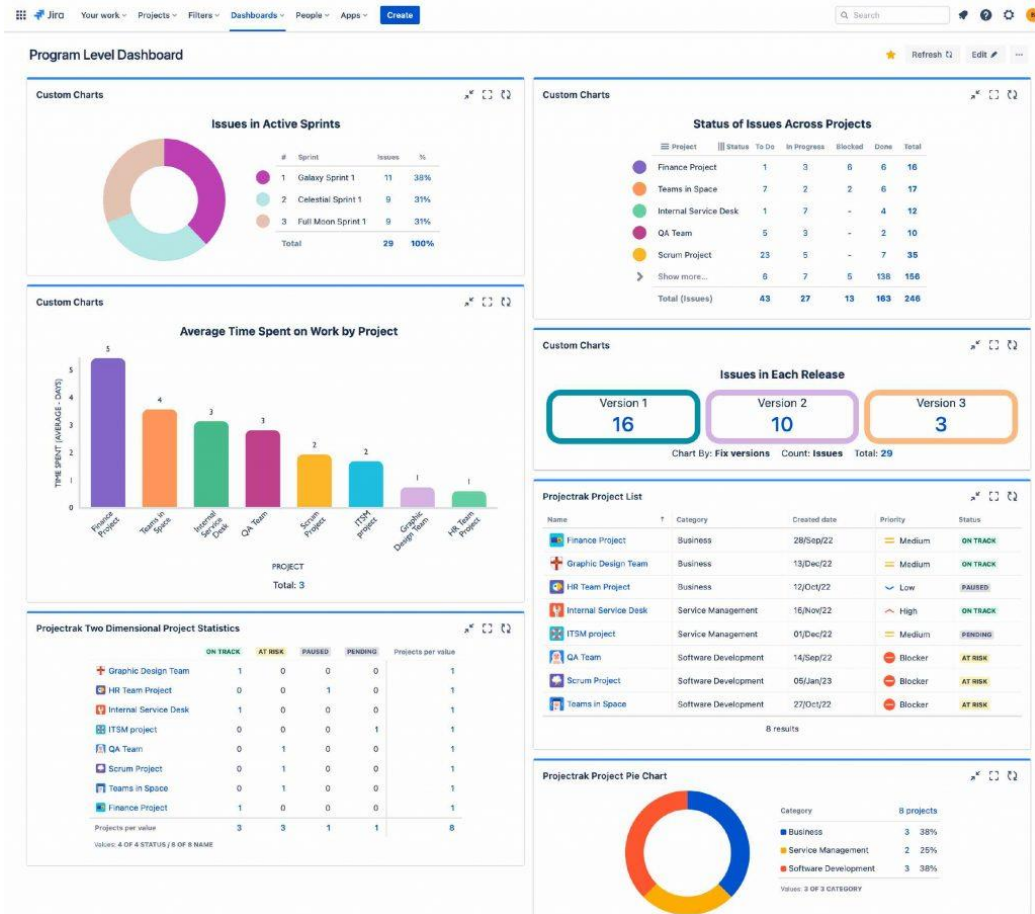 Jira Your work Projects Filters Dashboards People Apps Create Search
Program Level Dashboard
Refresh Edit
Custom Charts
Issues in Active Sprints
# Sprint Issues %
1 Galaxy Sprint 1 11 38%
2 Celestial Sprint 1 9 31%
3 Full Moon Sprint 1 9 31%
Total 29 100%
Custom Charts
Average Time Spent on Work by Project
TIME SPENT (AVERAGE - DAYS)
5
4
3
2
1
0
5 4 3 3 2 2 1 1
Finance Project
Teams in Space
Internal Service Desk
QA Team
Scrum Project
ITSM project
Graphic Design Team
HR Team Project
PROJECT
Total: 3
Projectrak Two Dimensional Project Statistics
ON TRACK AT RISK PAUSED PENDING Projects per value
Graphic Design Team 1 0 0 0 1
HR Team Project 0 0 1 0 1
Internal Service Desk 1 0 0 0 1
ITSM project 0 0 0 1 1
QA Team 0 1 0 0 1
Scrum Project 0 1 0 0 1
Teams in Space 0 1 0 0 1
Finance Project 1 0 0 0 1
Projects per value 3 3 1 1 8
Values: 4 OF 4 STATUS / 8 OF 8 NAME
Custom Charts
Status of Issues Across Projects
Project Status To Do In Progress Blocked Done Total
Finance Project 1 3 6 6 16
Teams in Space 7 2 2 6 17
Internal Service Desk 1 7 - 4 12
QA Team 5 3 - 2 10
Scrum Project 23 5 - 7 35
Show more... 6 7 5 138 156
Total (Issues) 43 27 13 163 246
Custom Charts
Issues in Each Release
Version 1 Version 2 Version 3
16 10 3
Chart By: Fix versions Count: Issues Total: 29
Projectrak Project List
Name Category Created date Priority Status
Finance Project Business 28/Sep/22 Medium ON TRACK
Graphic Design Team Business 13/Dec/22 Medium ON TRACK
HR Team Project Business 12/Oct/22 Low PAUSED
Internal Service Desk Service Management 16/Nov/22 High ON TRACK
ITSM project Service Management 01/Dec/22 Medium PENDING
QA Team Software Development 14/Sep/22 Blocker AT RISK
Scrum Project Software Development 05/Jan/23 Blocker AT RISK
Teams in Space Software Development 27/Oct/22 Blocker AT RISK
8 results
Projectrak Project Pie Chart
Category 8 projects
Business 3 38%
Service Management 2 25%
Software Development 3 38%
Values: 3 OF 3 CATEGORY